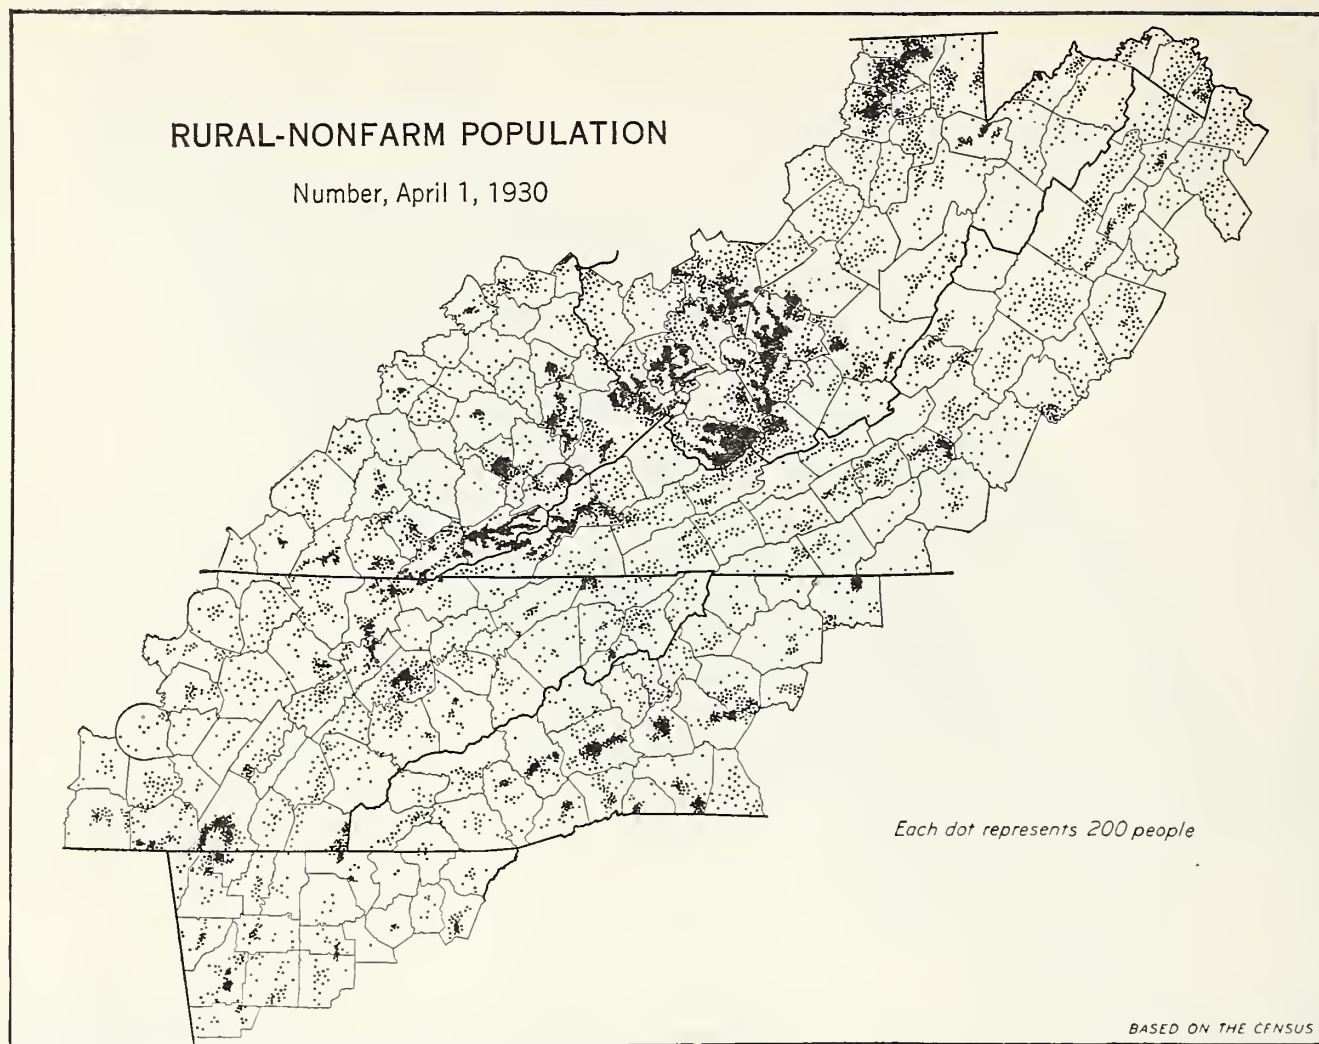 RURAL-NONFARM POPULATION
Number, April 1, 1930
Each dot represents 200 people
BASED ON THE CENSUS